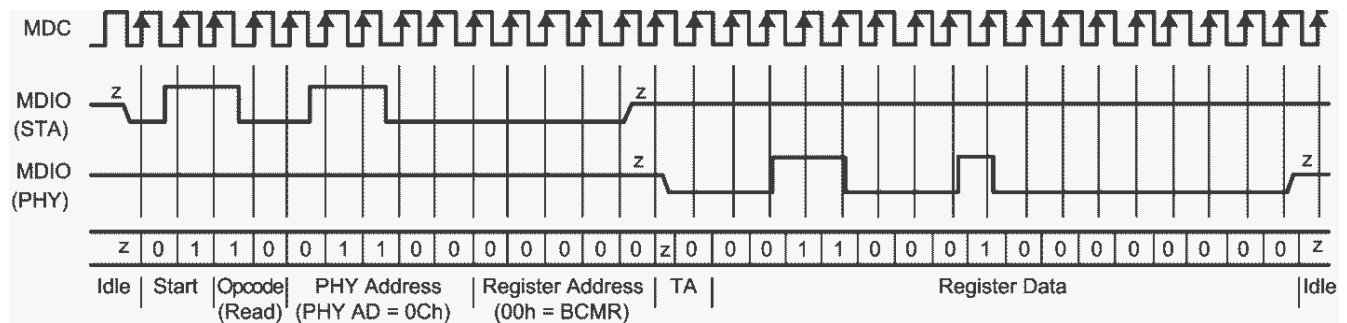 MDC
z
z
MDIO
(STA)
z
z
MDIO
(PHY)
z 0 1 1 0 0 1 1 0 0 0 0 0 0 0 z 0 0 0 1 1 0 0 0 1 0 0 0 0 0 0 0 0 z
Idle Start Opcode PHY Address Register Address TA Register Data Idle
(Read) (PHY AD = 0Ch) (00h = BCMR)